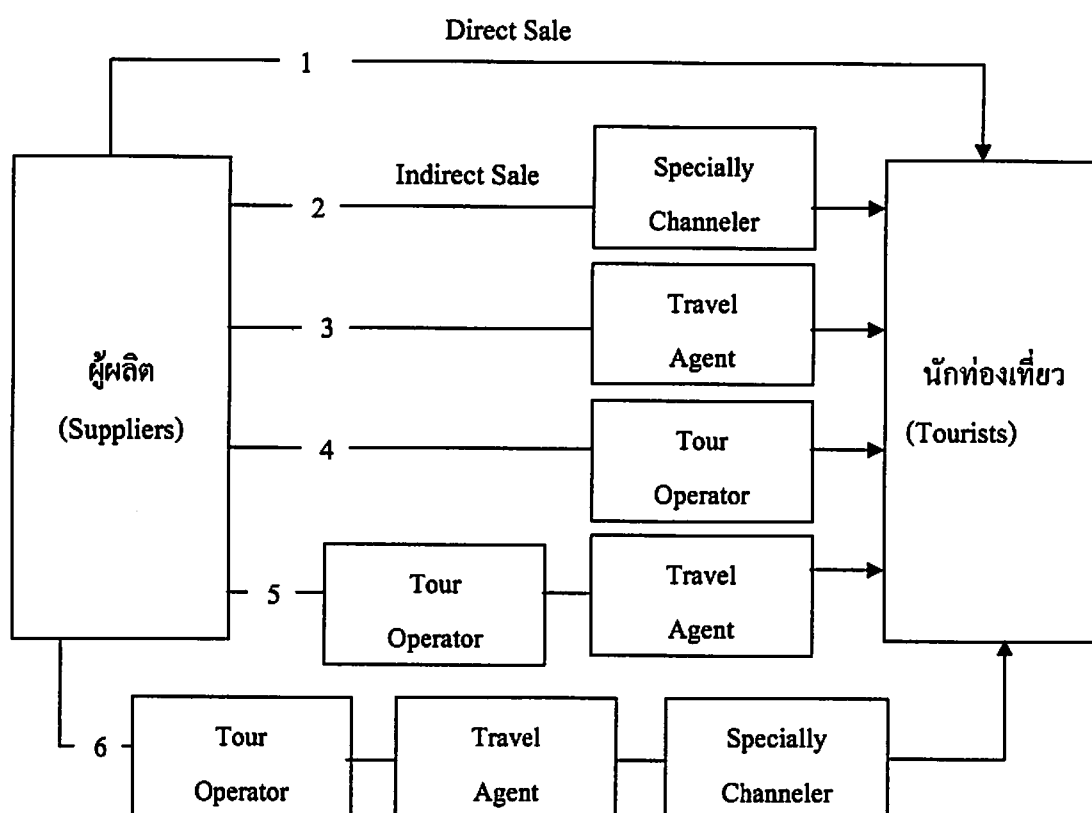 Direct Sale
1
Indirect Sale
2
Specially
Channeler
3
Travel
Agent
ผู้ผลิต
(Suppliers)
นักท่องเที่ยว
(Tourists)
4
Tour
Operator
5
Tour
Operator
Travel
Agent
6
Tour
Operator
Travel
Agent
Specially
Channeler